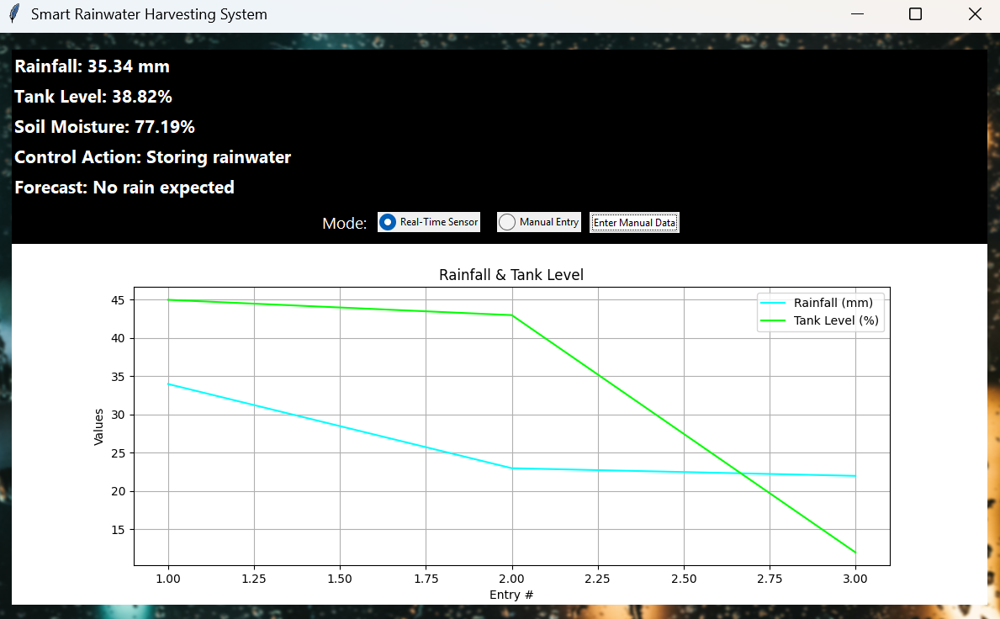 Smart Rainwater Harvesting System
Rainfall: 35.34 mm
Tank Level: 38.82%
Soil Moisture: 77.19%
Control Action: Storing rainwater
Forecast: No rain expected
Mode: Real-Time Sensor Manual Entry Enter Manual Data
Rainfall & Tank Level
Rainfall (mm)
Tank Level (%)
Values
45
40
35
30
25
20
15
1.00 1.25 1.50 1.75 2.00 2.25 2.50 2.75 3.00
Entry #